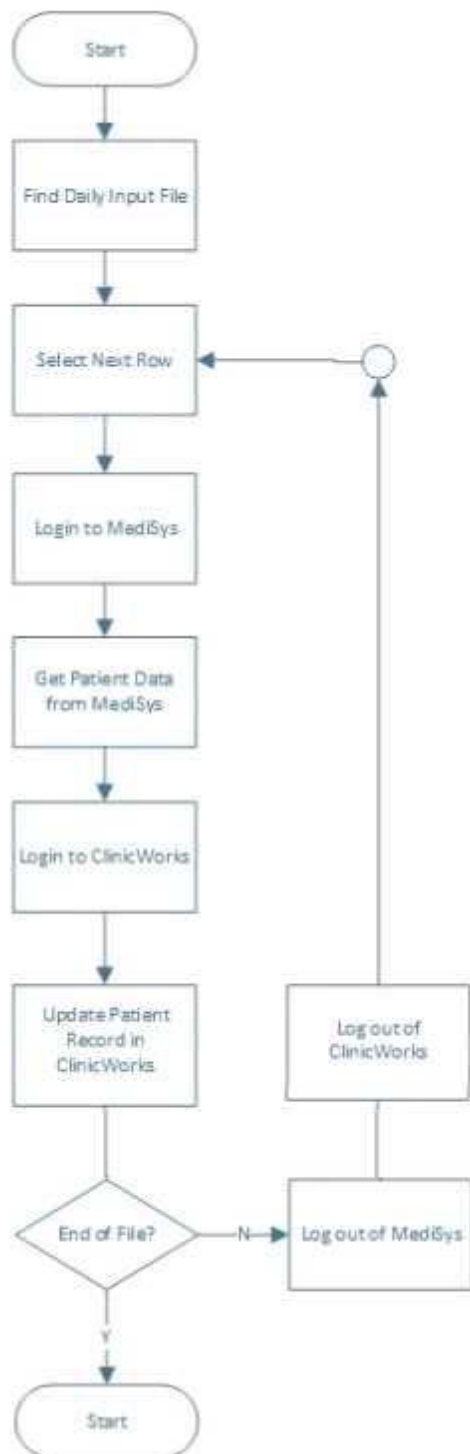 Start
Find Daily Input File
Select Next Row
Login to MediSys
Get Patient Data
from MediSys
Login to ClinicWorks
Update Patient
Record in
ClinicWorks
Log out of
ClinicWorks
End of File?
N
Log out of MediSys
Y
Start